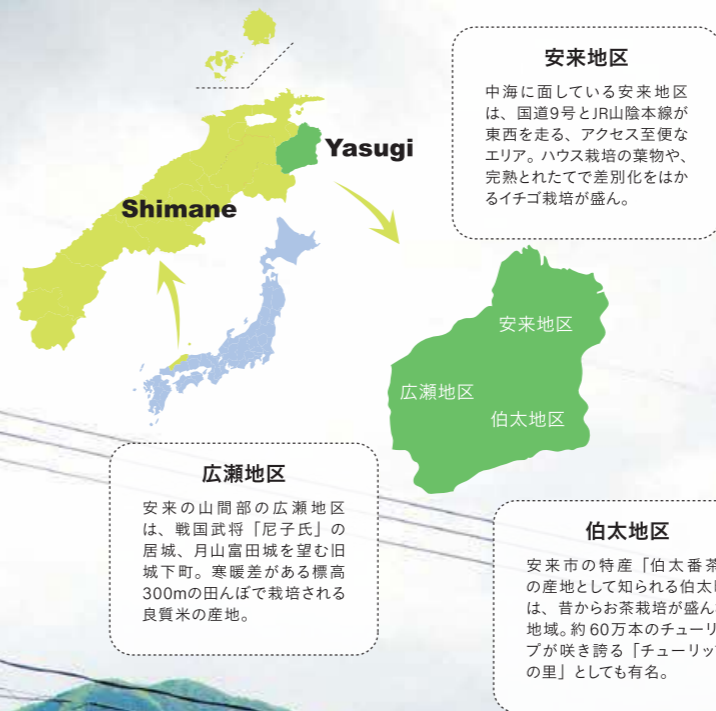 Yasugi
Shimane
安来地区
中海に面している安来地区
は、国道9号とJR山陰本線が
東西を走る、アクセス至便な
エリア。ハウス栽培の葉物や、
完熟とれたてで差別化をはか
るイチゴ栽培が盛ん。
安来地区
広瀬地区
伯太地区
広瀬地区
安来の山間部の広瀬地区
は、戦国武将「尼子氏」の
居城、月山富田城を望む旧
城下町。寒暖差がある標高
300mの田んぼで栽培される
良質米の産地。
伯太地区
安来市の特産「伯太番茶
の産地として知られる伯太
は、昔からお茶栽培が盛ん
地域。約60万本のチューリ
プが咲き誇る「チューリッ
の里」としても有名。